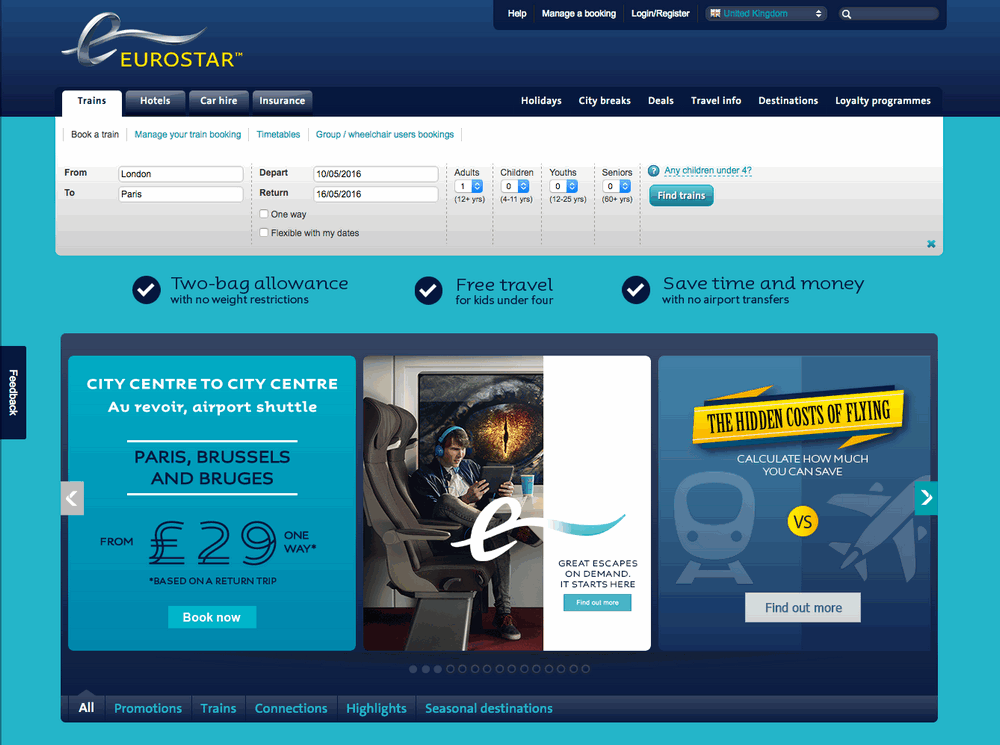 Help
Manage a booking
Login/Register
United Kingdom
EUROSTAR™
Trains
Hotels
Car hire
Insurance
Holidays
City breaks
Deals
Travel info
Destinations
Loyalty programmes
Book a train
Manage your train booking
Timetables
Group / wheelchair users bookings
From
London
To
Paris
Depart
10/05/2016
Return
16/05/2016
One way
Flexible with my dates
Adults
1
(12+ yrs)
Children
0
(4-11 yrs)
Youths
0
(12-25 yrs)
Seniors
0
(60+ yrs)
? Any children under 4?
Find trains
Two-bag allowance
with no weight restrictions
Free travel
for kids under four
Save time and money
with no airport transfers
Feedback
CITY CENTRE TO CITY CENTRE
Au revoir, airport shuttle
PARIS, BRUSSELS
AND BRUGES
FROM
£29
ONE
WAY*
*BASED ON A RETURN TRIP
Book now
e
GREAT ESCAPES
ON DEMAND.
IT STARTS HERE
Find out more
THE HIDDEN COSTS OF FLYING
CALCULATE HOW MUCH
YOU CAN SAVE
VS
Find out more
All
Promotions
Trains
Connections
Highlights
Seasonal destinations